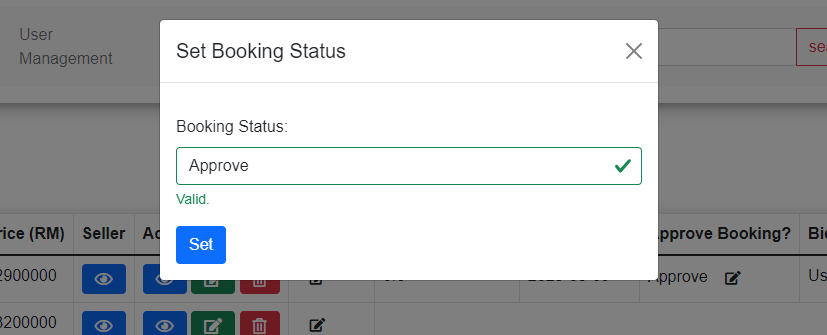 User
Management
Set Booking Status
Booking Status:
Approve
Valid.
Set
rice (RM) Seller Approve Booking?
2900000 Approve
3200000